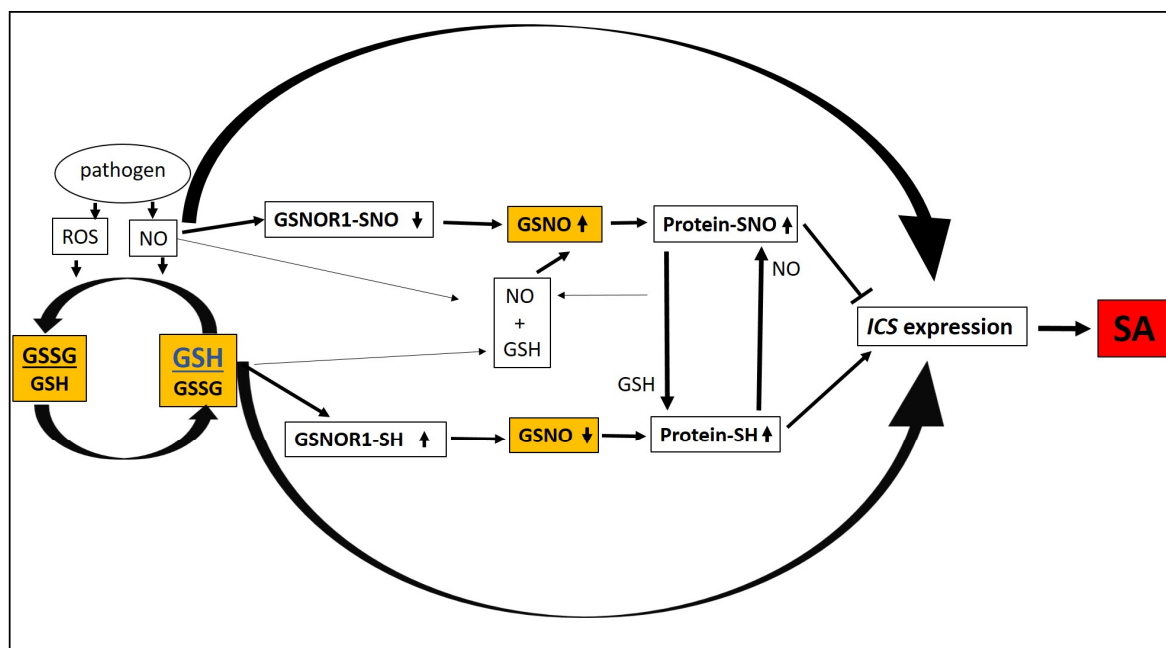 pathogen
ROS
NO
GSNOR1-SNO
GSNO
Protein-SNO
NO
NO
+
GSH
GSSG
GSH
GSH
GSSG
ICS expression
SA
GSH
GSNOR1-SH
GSNO
Protein-SH